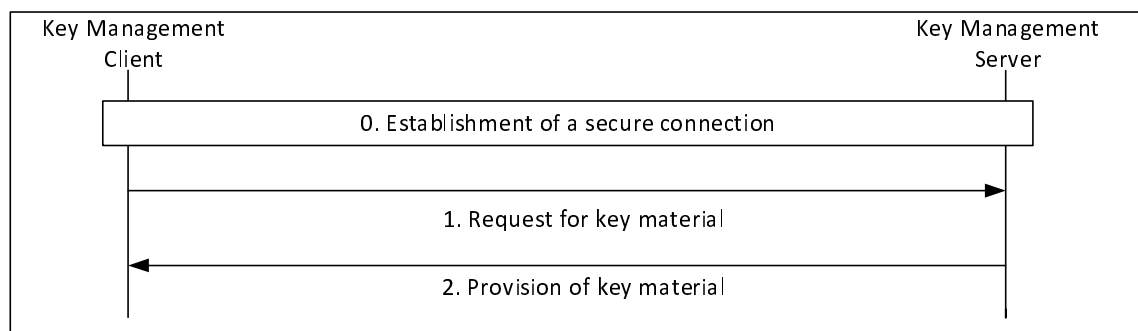 Key Management
Client
Key Management
Server
0. Establishment of a secure connection
1. Request for key material
2. Provision of key material